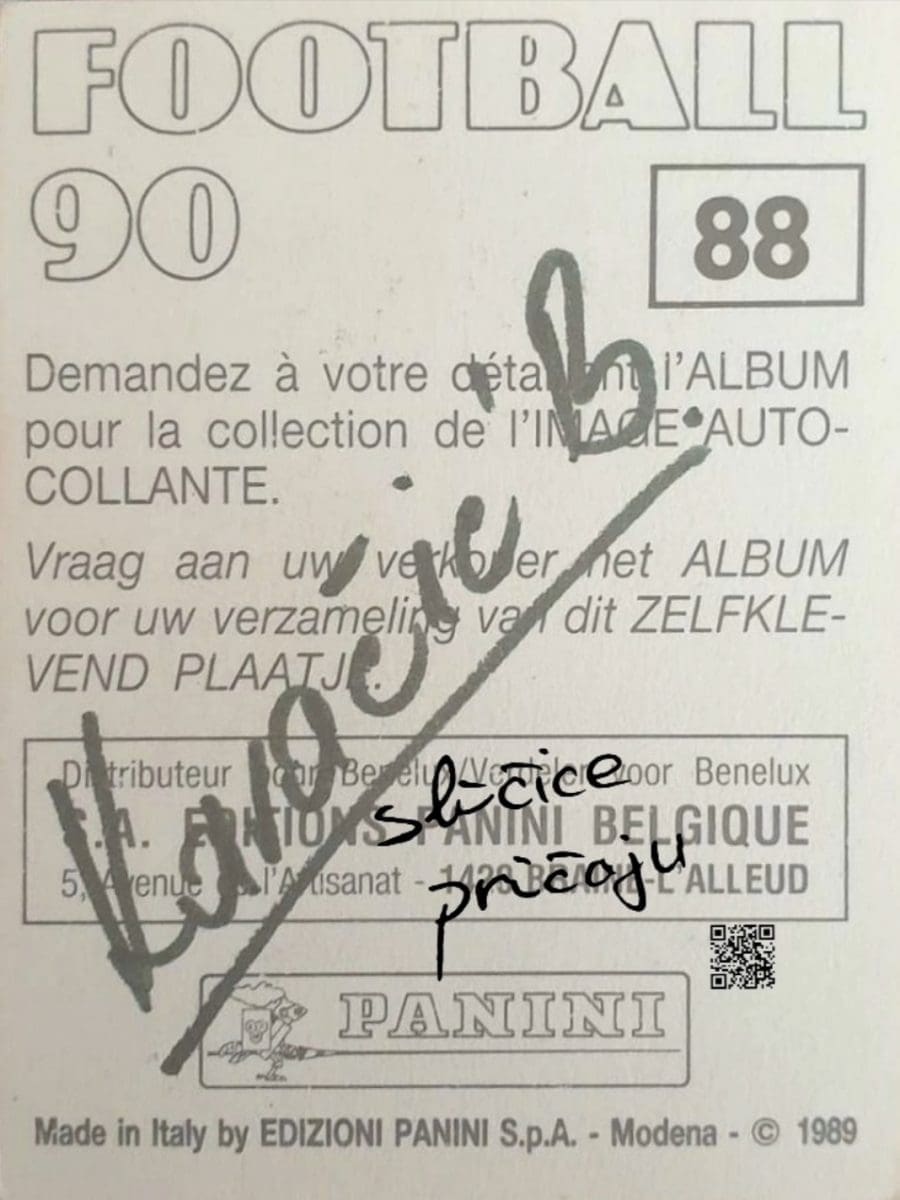 FOOTBALL
90
88
Demandez à votre détaillant l'ALBUM
pour la collection de l'IMAGE AUTO-
COLLANTE.
Vraag aan uw verkoper het ALBUM
voor uw verzameling van dit ZELFKLE-
VEND PLAATJE.
Distributeur pour Benelux/Verdeler voor Benelux
S.A. EDITIONS PANINI BELGIQUE
5, Avenue de l'Artisanat - 1420 BRAINE-L'ALLEUD
Karačić B.
sličice
pričaju
PANINI
Made in Italy by EDIZIONI PANINI S.p.A. - Modena - © 1989